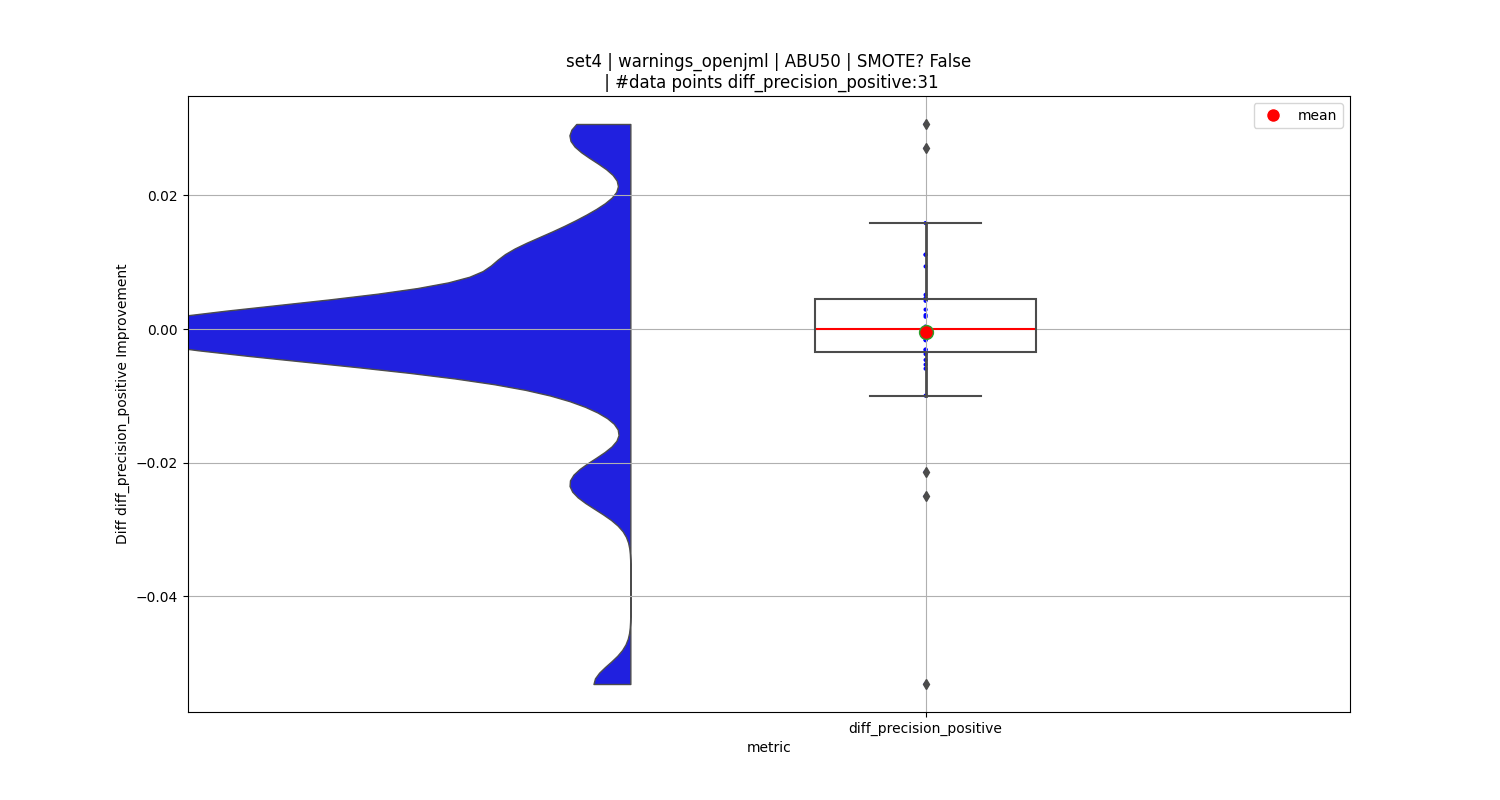 set4 | warnings_openjml | ABU50 | SMOTE? False
| #data points diff_precision_positive:31
mean
0.02
0.00
−0.02
−0.04
Diff diff_precision_positive Improvement
diff_precision_positive
metric